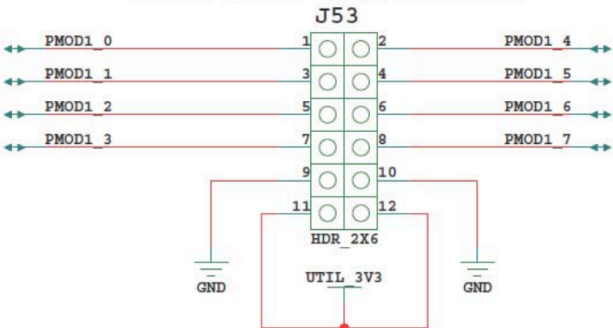 J53
PMOD1_0 1 2 PMOD1_4
PMOD1_1 3 4 PMOD1_5
PMOD1_2 5 6 PMOD1_6
PMOD1_3 7 8 PMOD1_7
9 10
11 12
HDR_2X6
GND UTIL_3V3 GND